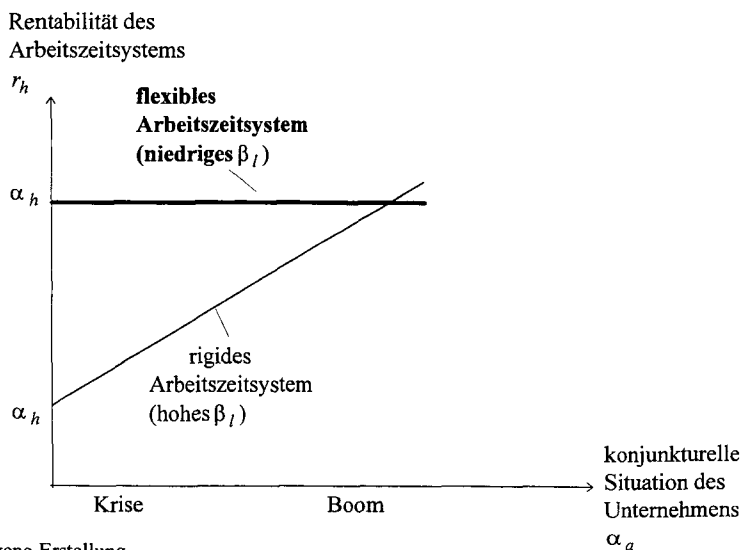 Rentabilität des
Arbeitszeitsystems
r_h
flexibles
Arbeitszeitsystem
(niedriges β_l)
α_h
rigides
Arbeitszeitsystem
(hohes β_l)
α_h
Krise
Boom
konjunkturelle
Situation des
Unternehmens
α_a
Erstellung